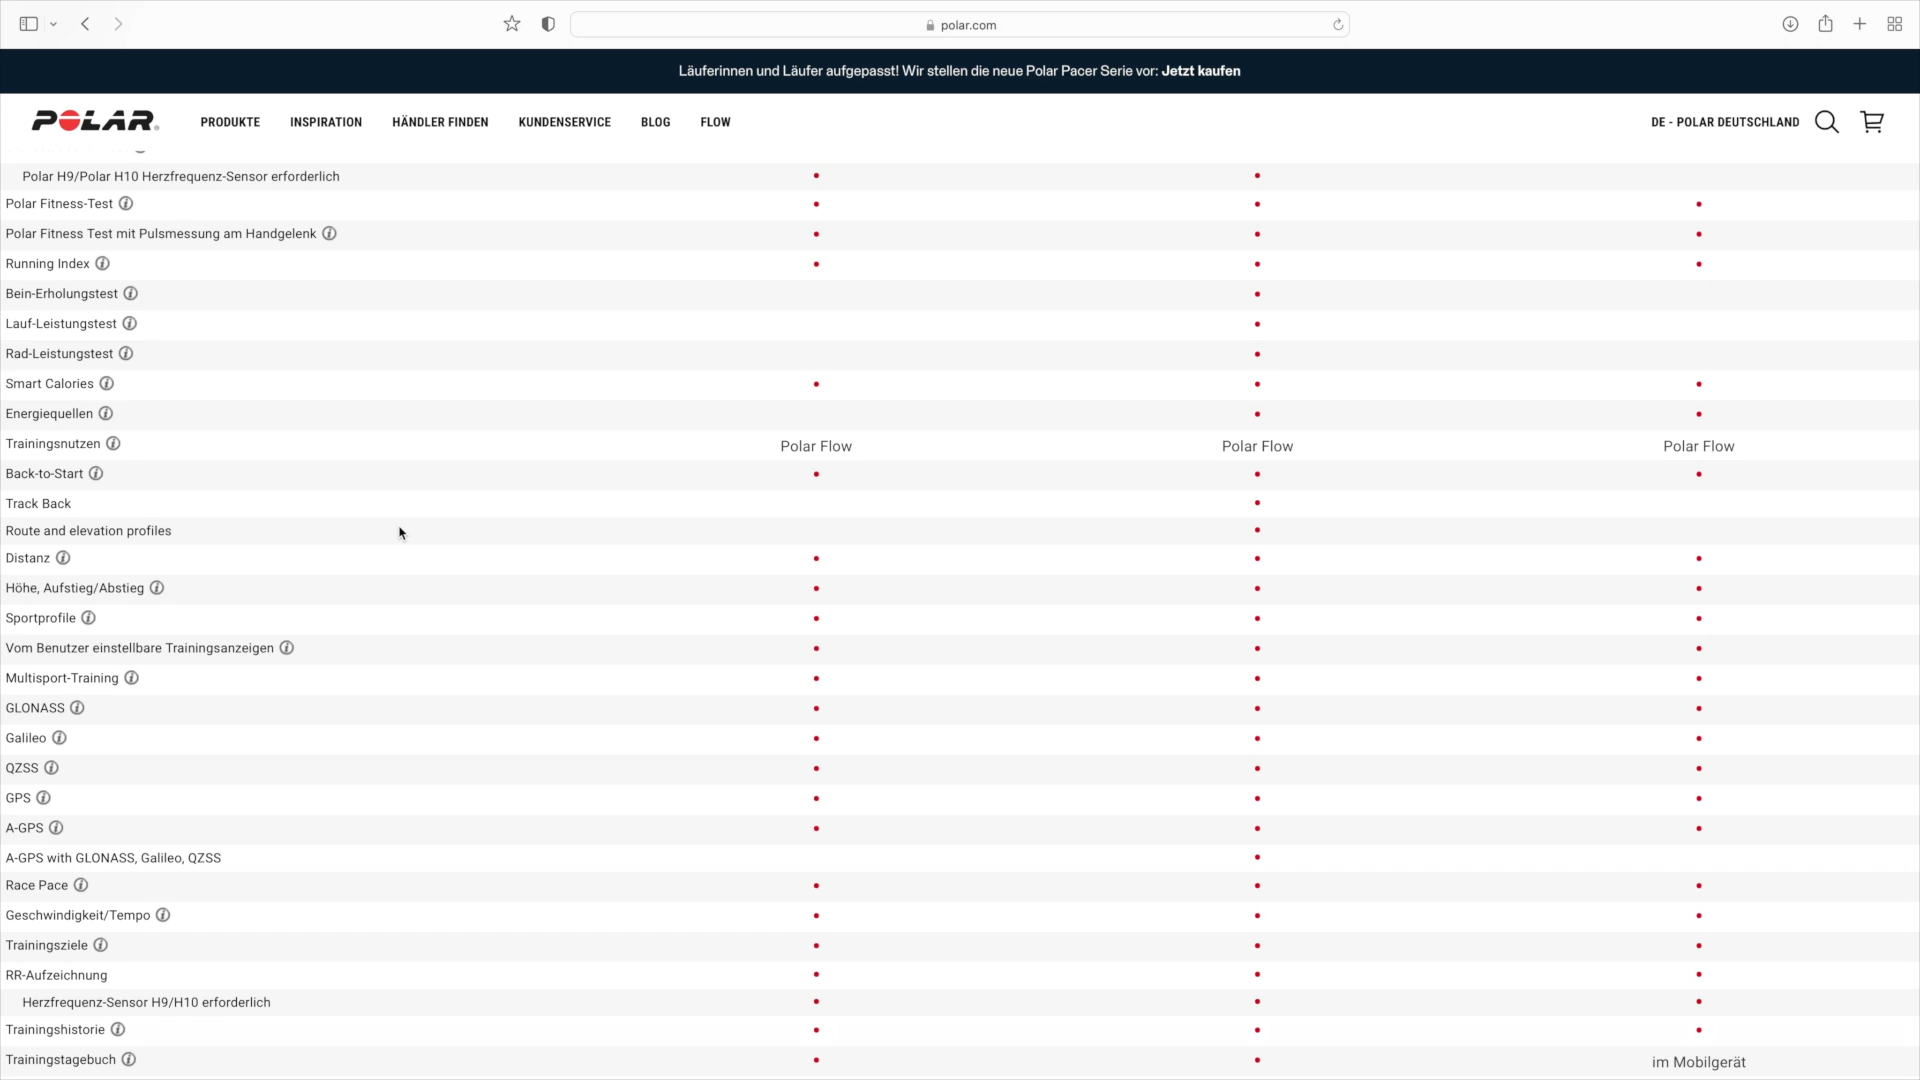 polar.com
Läuferinnen und Läufer aufgepasst! Wir stellen die neue Polar Pacer Serie vor: Jetzt kaufen
POLAR
PRODUKTE INSPIRATION HÄNDLER FINDEN KUNDENSERVICE BLOG FLOW DE - POLAR DEUTSCHLAND
Polar H9/Polar H10 Herzfrequenz-Sensor erforderlich
Polar Fitness-Test
Polar Fitness Test mit Pulsmessung am Handgelenk
Running Index
Bein-Erholungstest
Lauf-Leistungstest
Rad-Leistungstest
Smart Calories
Energiequellen
Trainingsnutzen Polar Flow Polar Flow Polar Flow
Back-to-Start
Track Back
Route and elevation profiles
Distanz
Höhe, Aufstieg/Abstieg
Sportprofile
Vom Benutzer einstellbare Trainingsanzeigen
Multisport-Training
GLONASS
Galileo
QZSS
GPS
A-GPS
A-GPS with GLONASS, Galileo, QZSS
Race Pace
Geschwindigkeit/Tempo
Trainingsziele
RR-Aufzeichnung
Herzfrequenz-Sensor H9/H10 erforderlich
Trainingshistorie
Trainingstagebuch im Mobilgerät